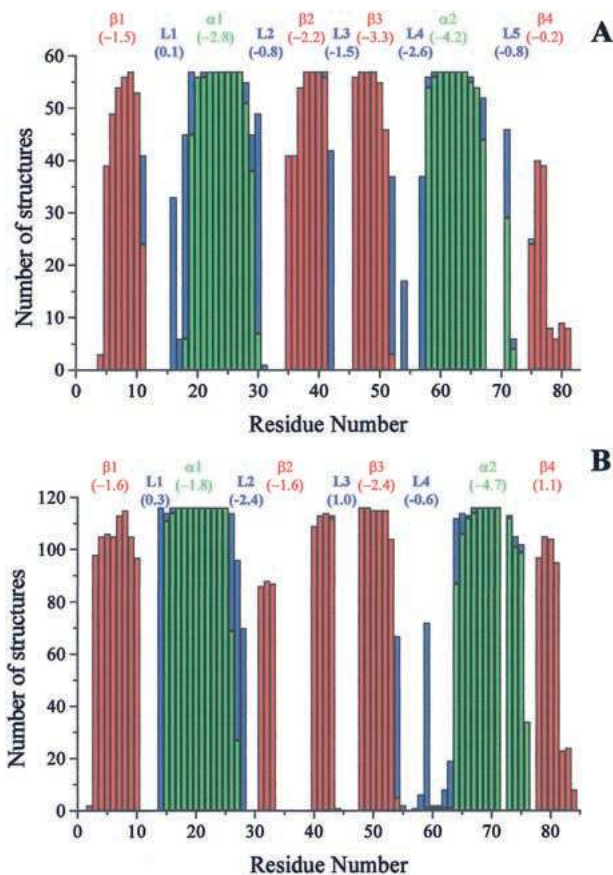 A
β1 L1 α1 L2 β2 L3 β3 L4 α2 L5 β4
(−1.5) (0.1) (−2.8) (−0.8) (−2.2) (−1.5) (−3.3) (−2.6) (−4.2) (−0.8) (−0.2)
60
50
40
30
20
10
0
Number of structures
0 10 20 30 40 50 60 70 80
Residue Number
B
β1 L1 α1 L2 β2 L3 β3 L4 α2 β4
(−1.6) (0.3) (−1.8) (−2.4) (−1.6) (1.0) (−2.4) (−0.6) (−4.7) (1.1)
120
100
80
60
40
20
0
Number of structures
0 10 20 30 40 50 60 70 80
Residue Number